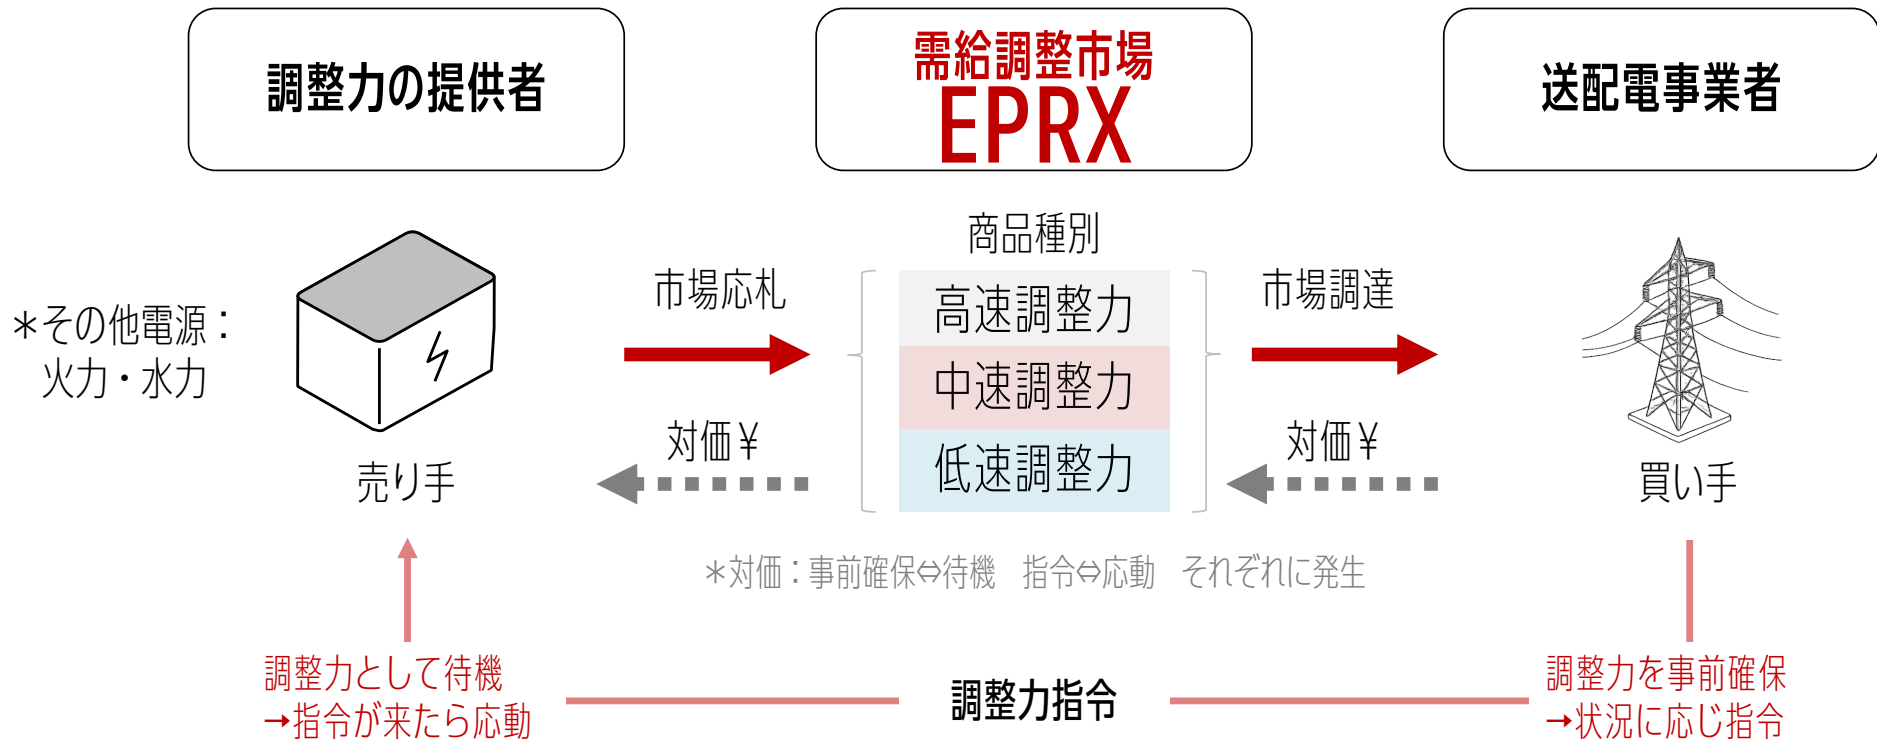 調整力の提供者
需給調整市場
EPRX
送配電事業者
商品種別
市場応札
市場調達
高速調整力
中速調整力
低速調整力
＊その他電源：
火力・水力
対価¥
対価¥
売り手
買い手
＊対価：事前確保⇔待機　指令⇔応動　それぞれに発生
調整力として待機
→指令が来たら応動
調整力指令
調整力を事前確保
→状況に応じ指令